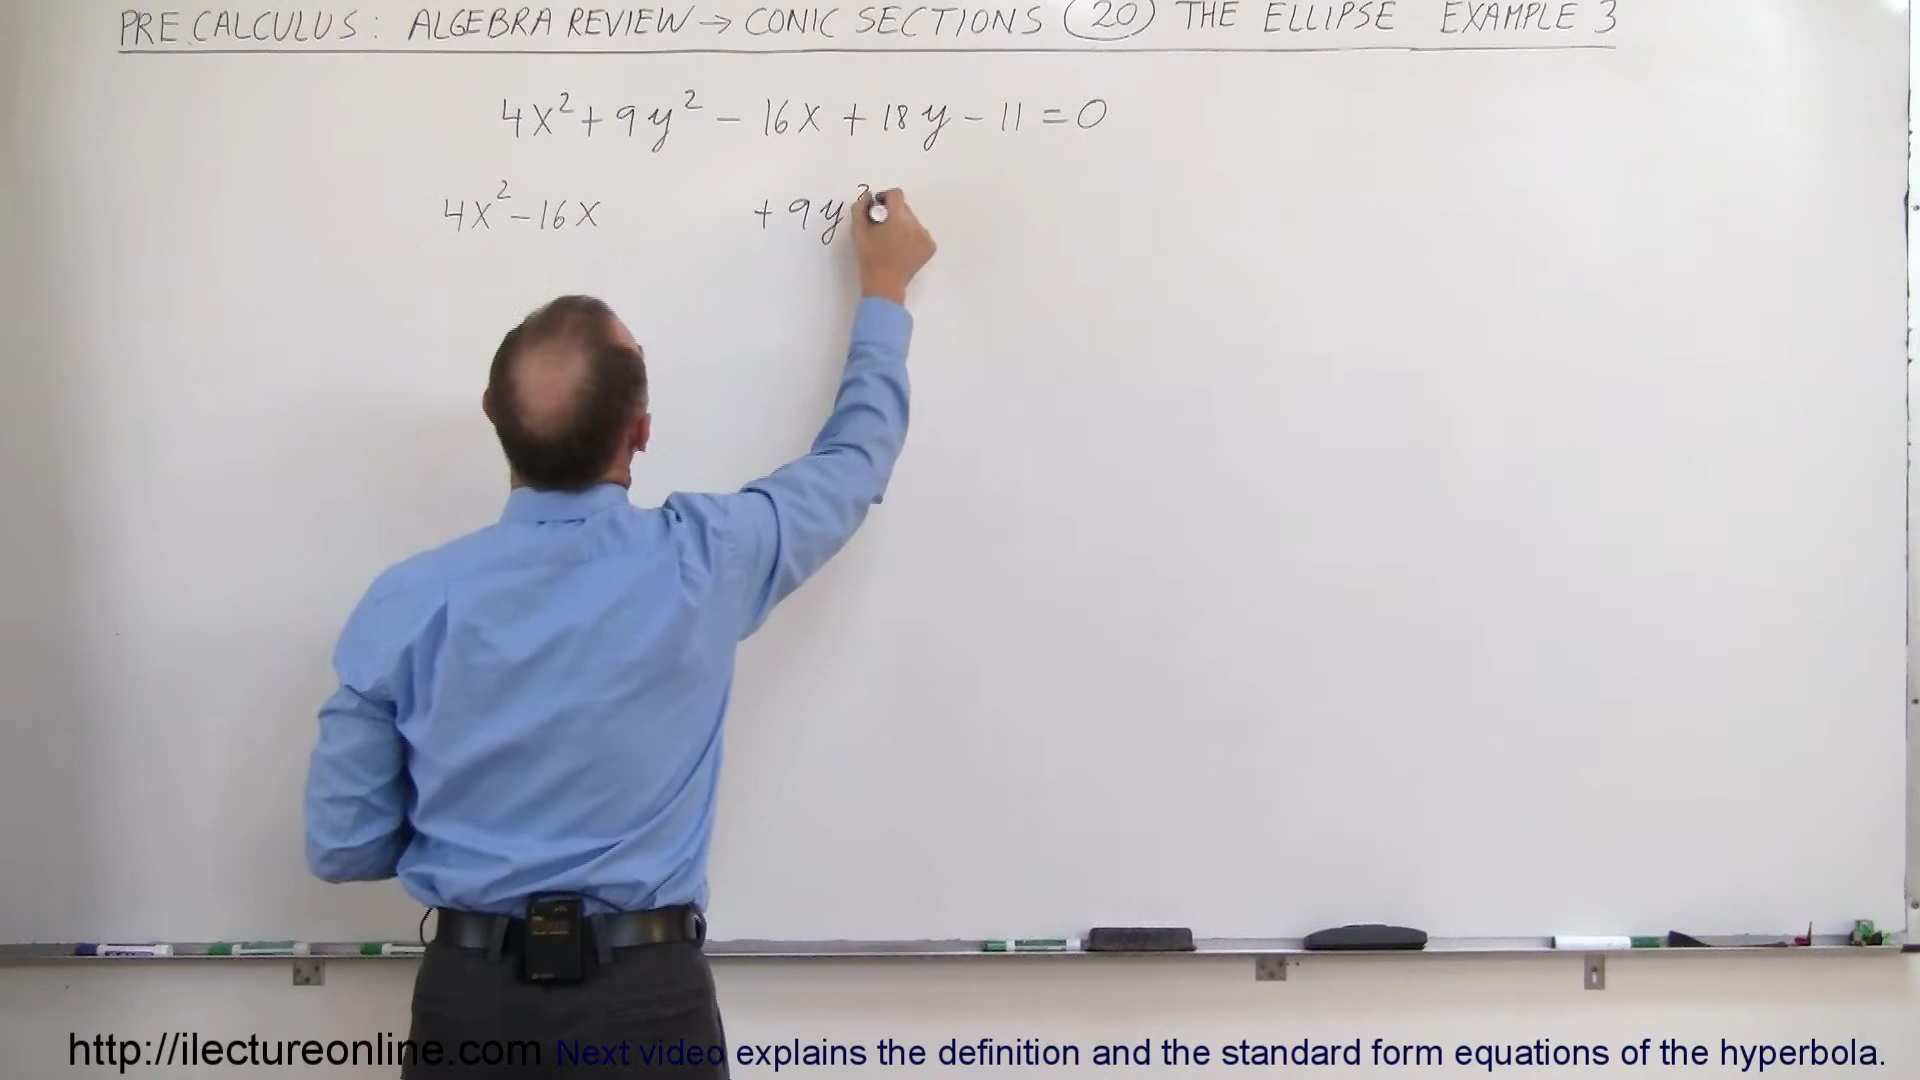 PRE CALCULUS: ALGEBRA REVIEW → CONIC SECTIONS (20) THE ELLIPSE EXAMPLE 3
4x² + 9y² - 16x + 18y - 11 = 0
4x² - 16x + 9y²
http://ilectureonline.com Next video explains the definition and the standard form equations of the hyperbola.